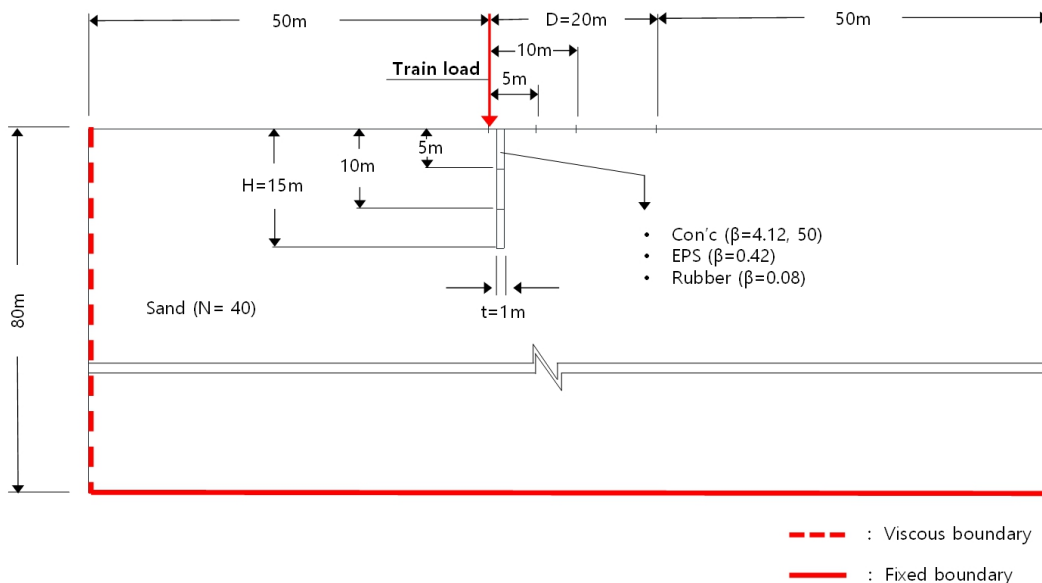 50m
D=20m
50m
10m
Train load
5m
5m
10m
H=15m
• Con'c (β=4.12, 50)
• EPS (β=0.42)
• Rubber (β=0.08)
80m
Sand (N= 40)
t=1m
: Viscous boundary
: Fixed boundary